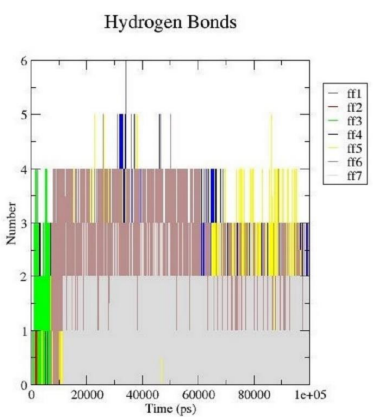 Hydrogen Bonds
6
5
4
3
2
1
0
Number
0
20000
40000
60000
80000
1e+05
Time (ps)
ff1
ff2
ff3
ff4
ff5
ff6
ff7